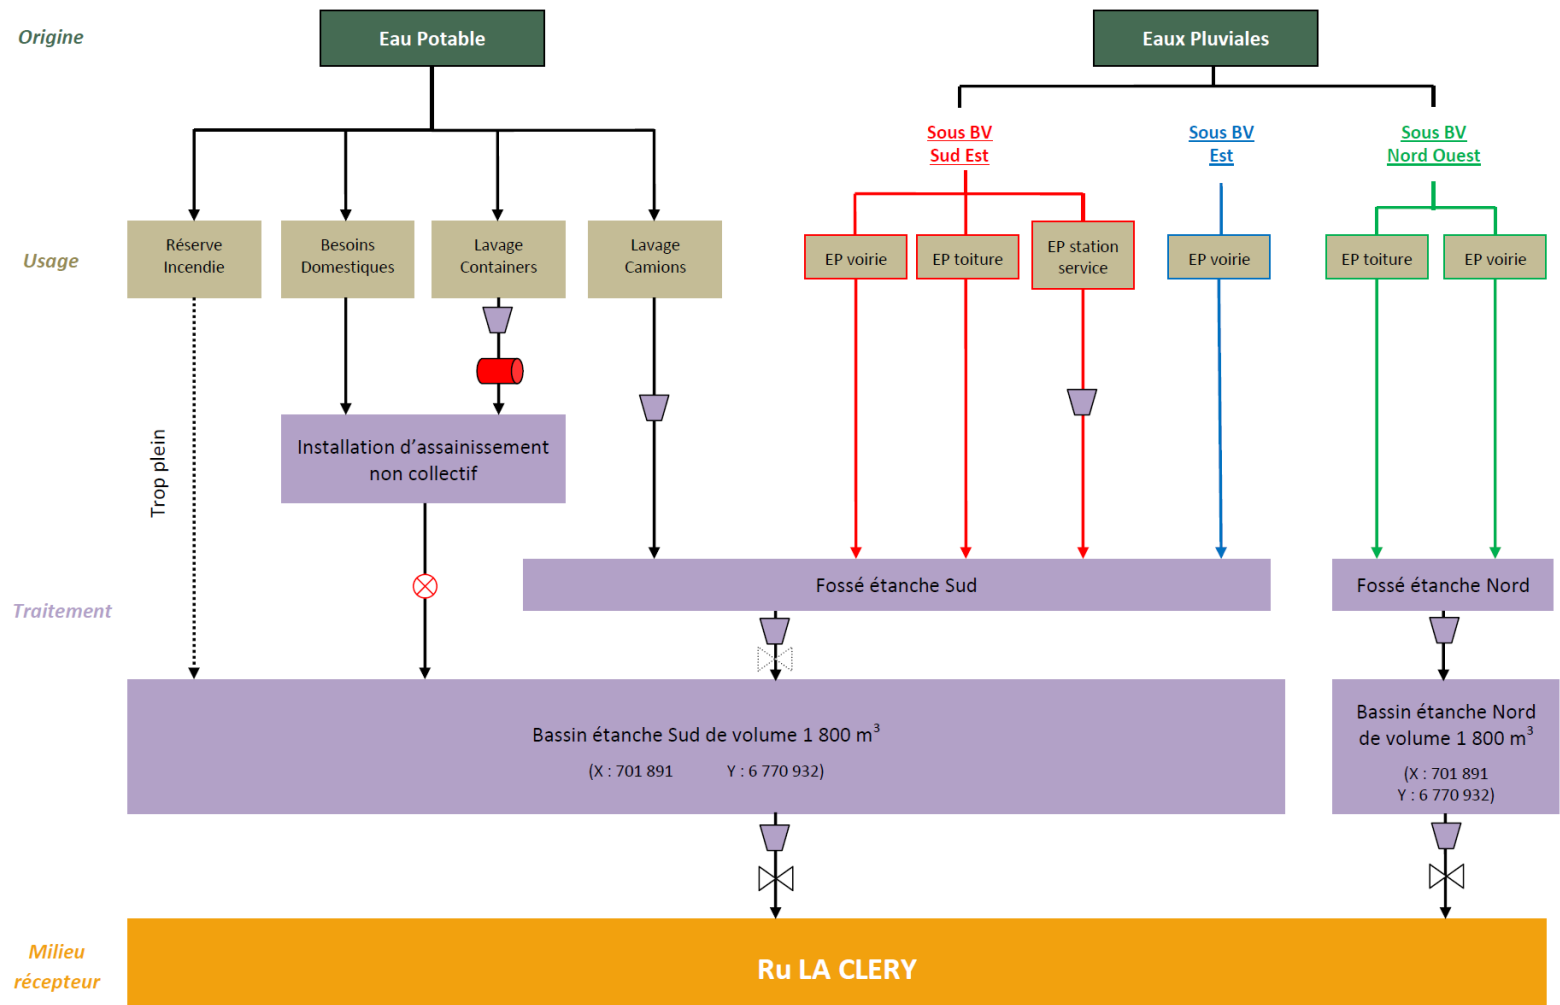 Origine
Eau Potable
Eaux Pluviales
Sous BV
Sud Est
Sous BV
Est
Sous BV
Nord Ouest
Usage
Réserve
Incendie
Besoins
Domestiques
Lavage
Containers
Lavage
Camions
EP voirie
EP toiture
EP station
service
EP voirie
EP toiture
EP voirie
Trop plein
Installation d’assainissement
non collectif
Traitement
Fossé étanche Sud
Fossé étanche Nord
Bassin étanche Sud de volume 1 800 m³
(X : 701 891 Y : 6 770 932)
Bassin étanche Nord
de volume 1 800 m³
(X : 701 891
Y : 6 770 932)
Milieu
récepteur
Ru LA CLERY